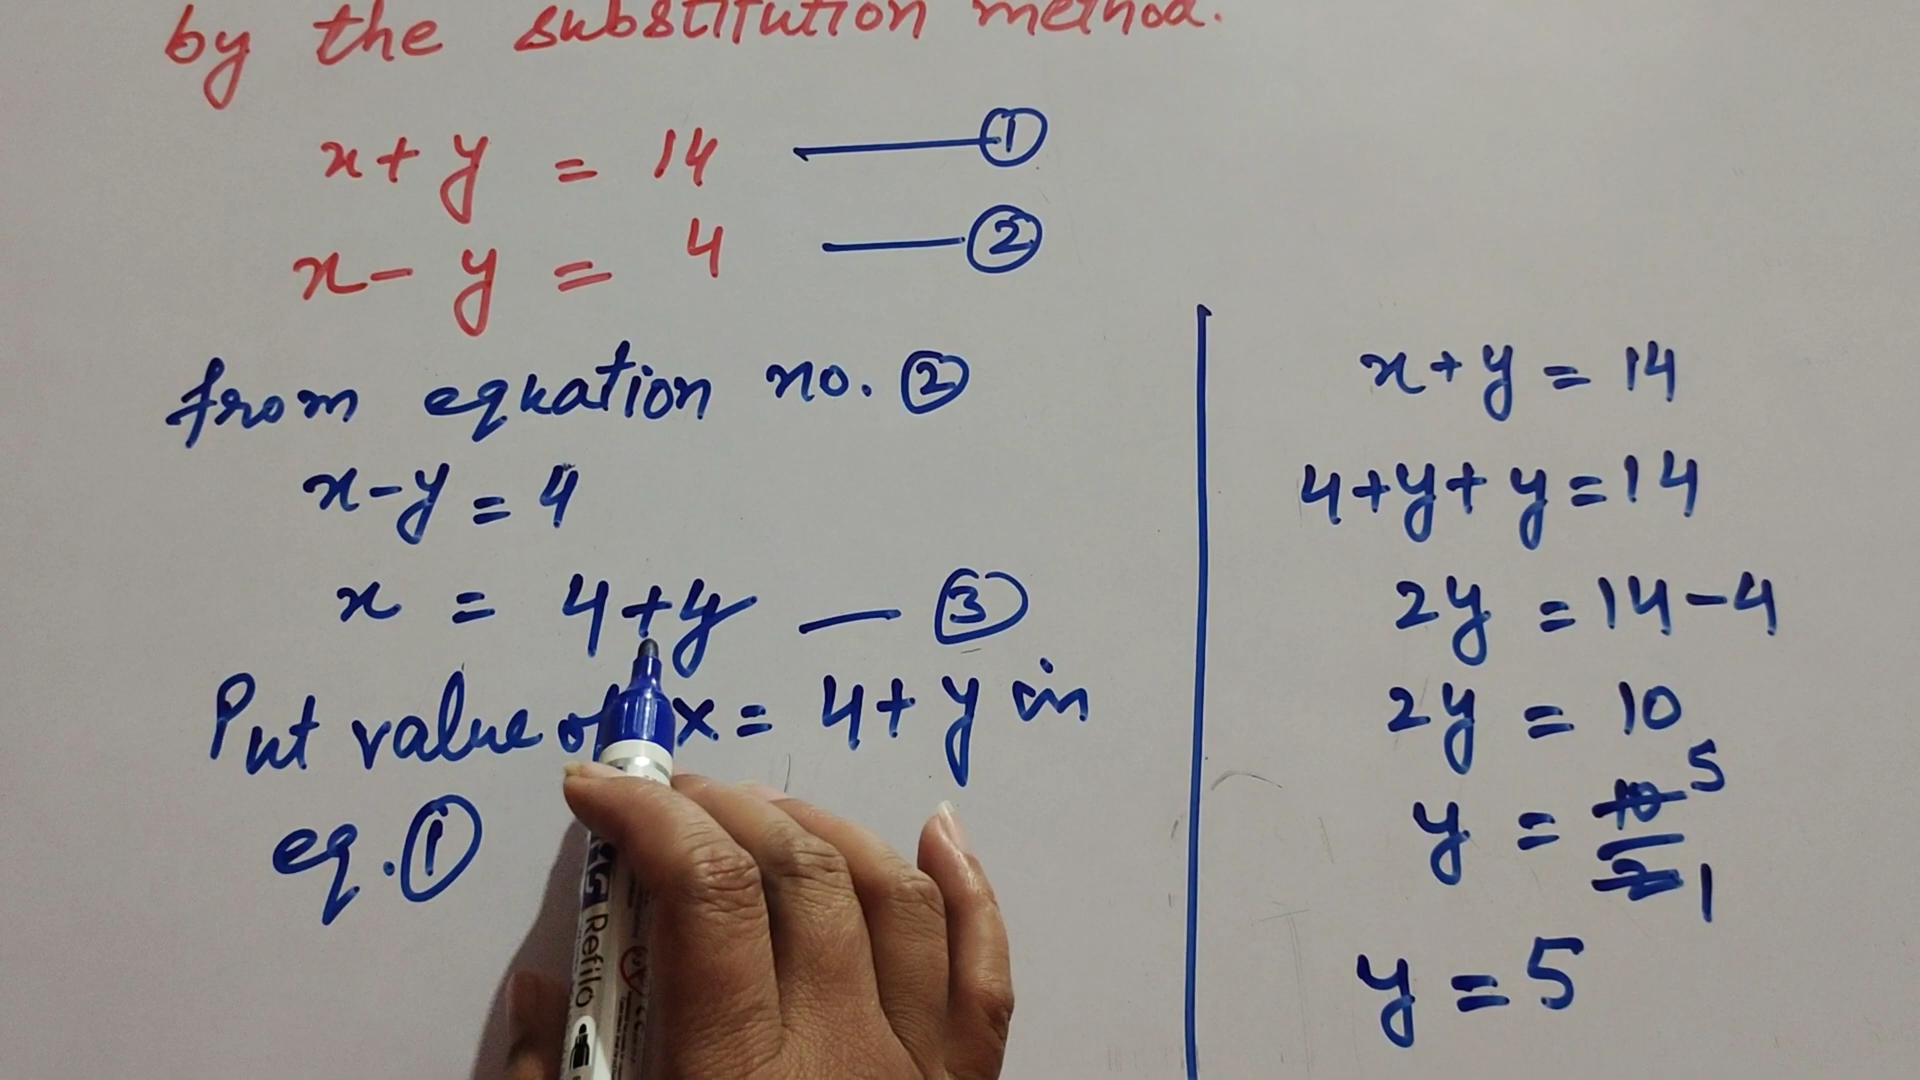 by the substitution method.
x + y = 14 — ①
x - y = 4 — ②
from equation no. ②
x - y = 4
x = 4 + y — ③
Put value of x = 4 + y in
eq. ①
x + y = 14
4 + y + y = 14
2y = 14 - 4
2y = 10
y = 10/2 5 1
y = 5
Refilo